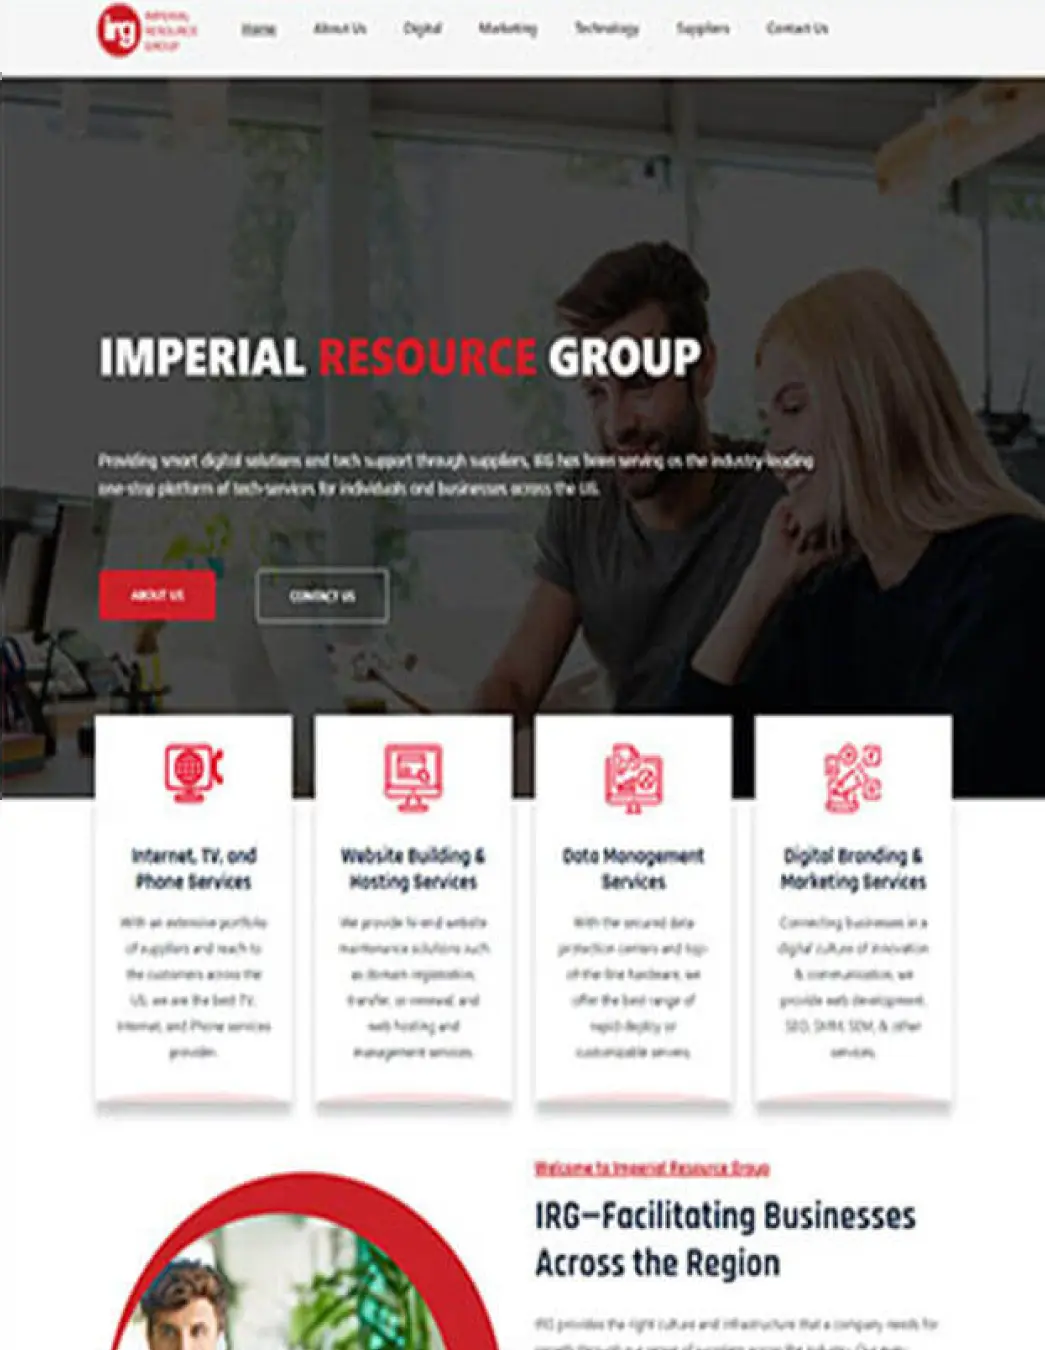 irg IMPERIAL
RESOURCE
GROUP
Home About Us Digital Marketing Technology Suppliers Contact Us
IMPERIAL RESOURCE GROUP
Providing smart digital solutions and tech support through suppliers, IRG has been serving as the industry-leading
one-stop platform of tech-services for individuals and businesses across the US.
ABOUT US CONTACT US
Internet, TV, and
Phone Services
With an extensive portfolio
of suppliers and reach to
the customers across the
US, we are the best TV,
Internet, and Phone services
provider.
Website Building &
Hosting Services
We provide hi-end website
maintenance solutions such
as domain registration,
transfer, or renewal, and
web hosting and
management services.
Data Management
Services
With the secured data
protection centers and top-
of-the-line hardware, we
offer the best range of
rapid-deploy or
customizable servers.
Digital Branding &
Marketing Services
Connecting businesses in a
digital culture of innovation
& communication, we
provide web development,
SEO, SMM, SEM, & other
services.
Welcome to Imperial Resource Group
IRG—Facilitating Businesses
Across the Region
IRG provides the right culture and infrastructure that a company needs for